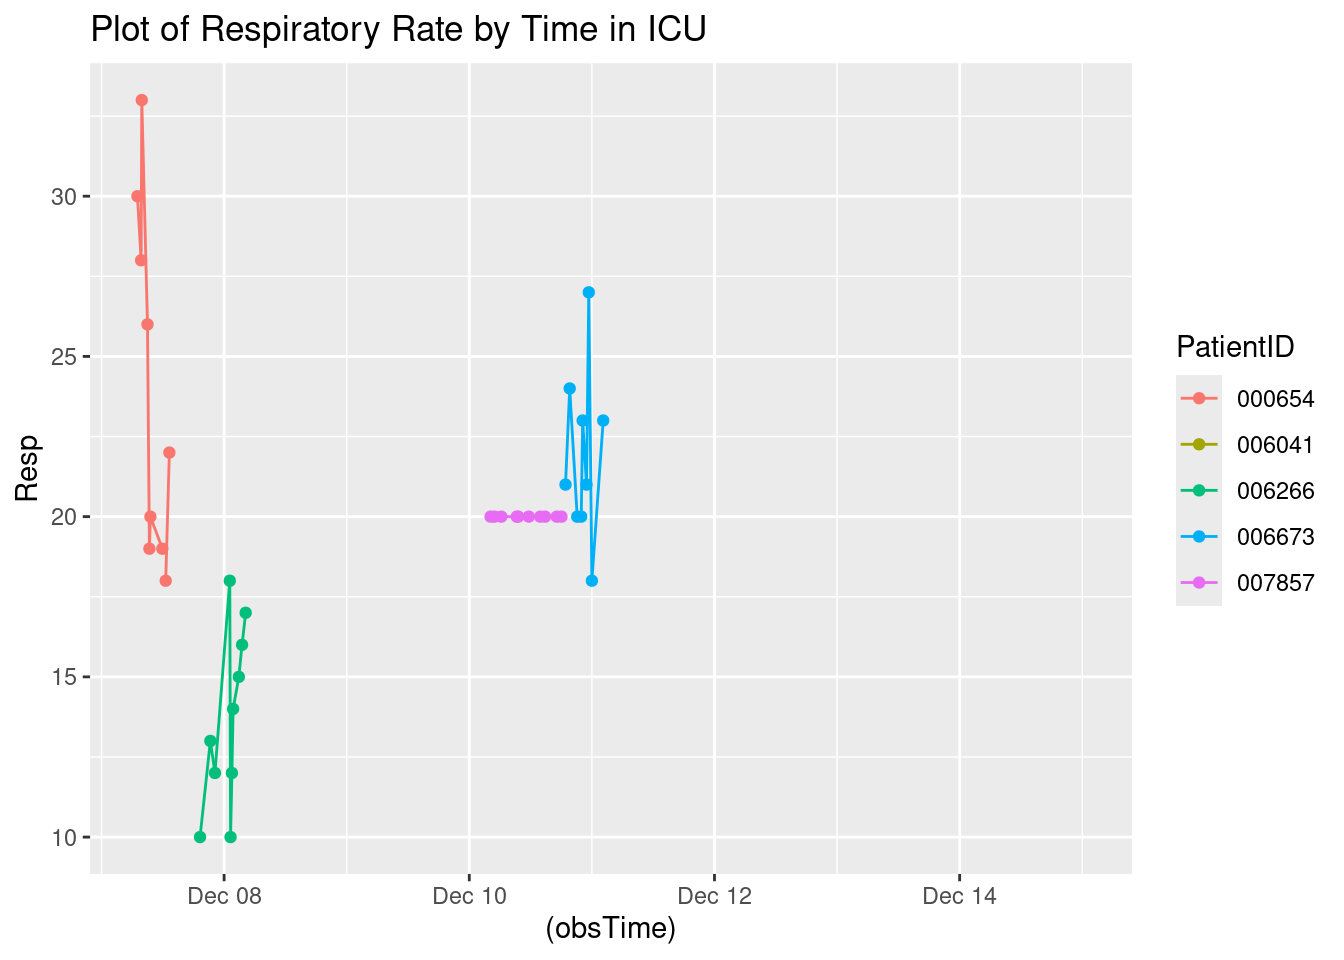 Plot of Respiratory Rate by Time in ICU
Resp
30
25
20
15
10
Dec 08
Dec 10
Dec 12
Dec 14
(obsTime)
PatientID
000654
006041
006266
006673
007857